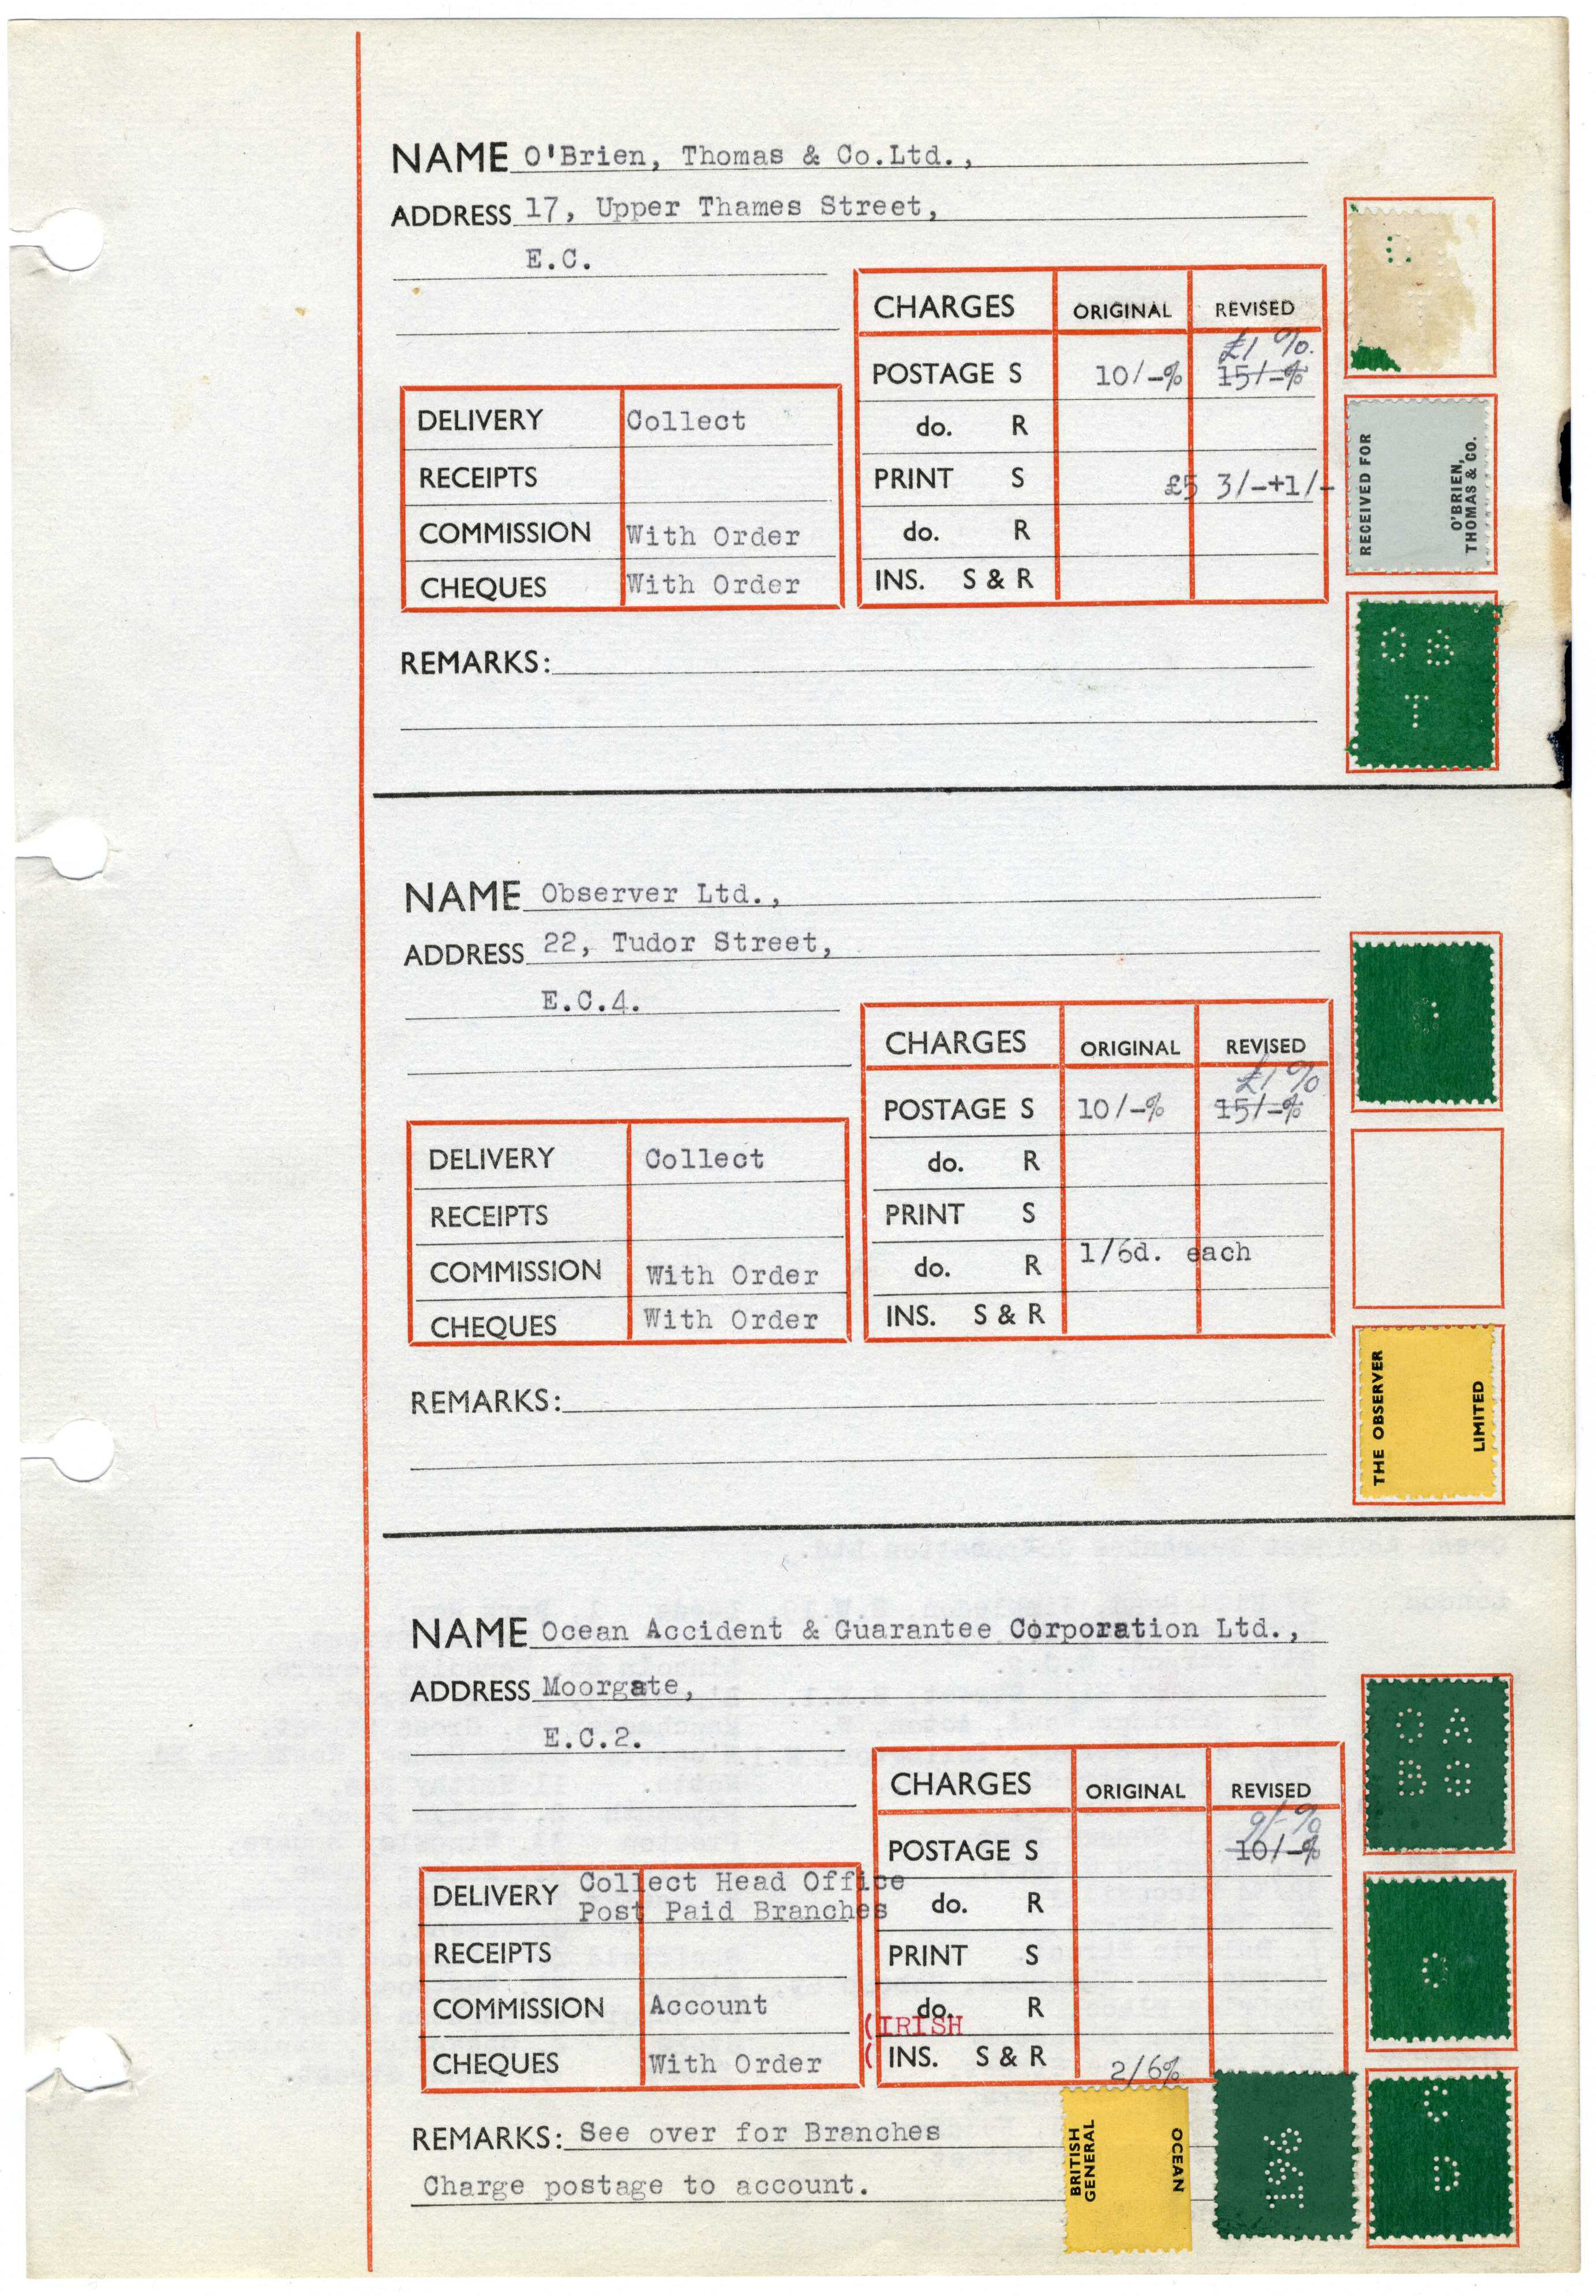 NAME O'Brien, Thomas & Co.Ltd.,
ADDRESS 17, Upper Thames Street,
E.C.
CHARGES ORIGINAL REVISED
£1 %.
POSTAGE S 10/-% 15/-%
do. R
PRINT S £5 3/-+1/-
do. R
INS. S & R
DELIVERY Collect
RECEIPTS
COMMISSION With Order
CHEQUES With Order
REMARKS:
RECEIVED FOR
O'BRIEN,
THOMAS & CO.
O B
T
NAME Observer Ltd.,
ADDRESS 22, Tudor Street,
E.C.4.
CHARGES ORIGINAL REVISED
£1 %
POSTAGE S 10/-% 15/-%
do. R
PRINT S
do. R 1/6d. each
INS. S & R
DELIVERY Collect
RECEIPTS
COMMISSION With Order
CHEQUES With Order
REMARKS:
THE OBSERVER
LIMITED
NAME Ocean Accident & Guarantee Corporation Ltd.,
ADDRESS Moorgate,
E.C.2.
CHARGES ORIGINAL REVISED
9/-%
POSTAGE S 10/-%
do. R
PRINT S
do. R
(IRISH
( INS. S & R 2/6%
DELIVERY Collect Head Office
Post Paid Branches
RECEIPTS
COMMISSION Account
CHEQUES With Order
REMARKS: See over for Branches
Charge postage to account.
O A
B G
O
C
D
BRITISH
GENERAL
OCEAN
196